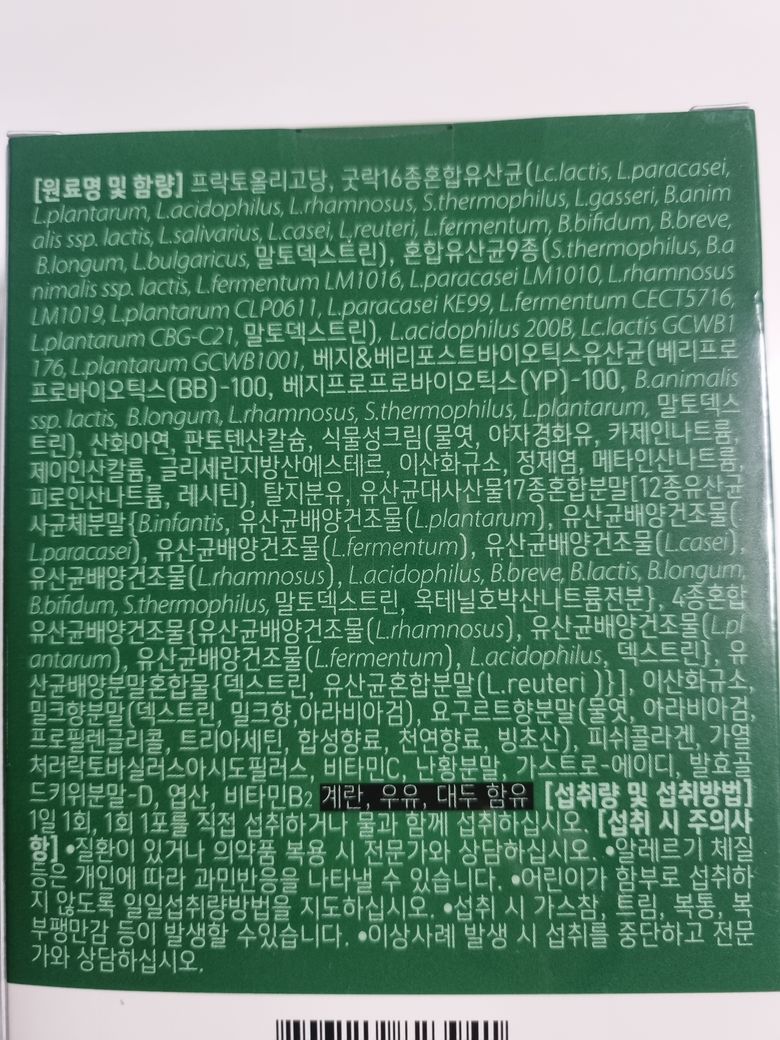 [원료명 및 함량] 프락토올리고당, 굿락16종혼합유산균(Lc.lactis, L.paracasei,
L.plantarum, L.acidophilus, L.rhamnosus, S.thermophilus, L.gasseri, B.anim
alis ssp. lactis, L.salivarius, L.casei, L.reuteri, L.fermentum, B.bifidum, B.breve,
B.longum, L.bulgaricus, 말토덱스트린), 혼합유산균9종(S.thermophilus, B.a
nimalis ssp. lactis, L.fermentum LM1016, L.paracasei LM1010, L.rhamnosus
LM1019, L.plantarum CLP0611, L.paracasei KE99, L.fermentum CECT5716,
L.plantarum CBG-C21, 말토덱스트린), L.acidophilus 200B, Lc.lactis GCWB1
176, L.plantarum GCWB1001, 베지&베리포스트바이오틱스유산균(베리프로
프로바이오틱스(BB)-100, 베지프로프로바이오틱스(YP)-100, B.animalis
ssp. lactis, B.longum, L.rhamnosus, S.thermophilus, L.plantarum, 말토덱스
트린), 산화아연, 판토텐산칼슘, 식물성크림(물엿, 야자경화유, 카제인나트륨,
제이인산칼륨, 글리세린지방산에스테르, 이산화규소, 정제염, 메타인산나트륨,
피로인산나트륨, 레시틴), 탈지분유, 유산균대사산물17종혼합분말[12종유산균
사균체분말{B.infantis, 유산균배양건조물(L.plantarum), 유산균배양건조물(
L.paracasei), 유산균배양건조물(L.fermentum), 유산균배양건조물(L.casei),
유산균배양건조물(L.rhamnosus), L.acidophilus, B.breve, B.lactis, B.longum,
B.bifidum, S.thermophilus, 말토덱스트린, 옥테닐호박산나트륨전분}, 4종혼합
유산균배양건조물{유산균배양건조물(L.rhamnosus), 유산균배양건조물(L.pl
antarum), 유산균배양건조물(L.fermentum), L.acidophilus, 덱스트린}, 유
산균배양분말혼합물{덱스트린, 유산균혼합분말(L.reuteri )}], 이산화규소,
밀크향분말(덱스트린, 밀크향,아라비아검), 요구르트향분말(물엿, 아라비아검,
프로필렌글리콜, 트리아세틴, 합성향료, 천연향료, 빙초산), 피쉬콜라겐, 가열
처리락토바실러스아시도필러스, 비타민C, 난황분말, 가스트로-에이디, 발효골
드키위분말-D, 엽산, 비타민B2 계란, 우유, 대두 함유 [섭취량 및 섭취방법]
1일 1회, 1회 1포를 직접 섭취하거나 물과 함께 섭취하십시오. [섭취 시 주의사
항] •질환이 있거나 의약품 복용 시 전문가와 상담하십시오. •알레르기 체질
등은 개인에 따라 과민반응을 나타낼 수 있습니다. •어린이가 함부로 섭취하
지 않도록 일일섭취량방법을 지도하십시오. •섭취 시 가스참, 트림, 복통, 복
부팽만감 등이 발생할 수있습니다. •이상사례 발생 시 섭취를 중단하고 전문
가와 상담하십시오.